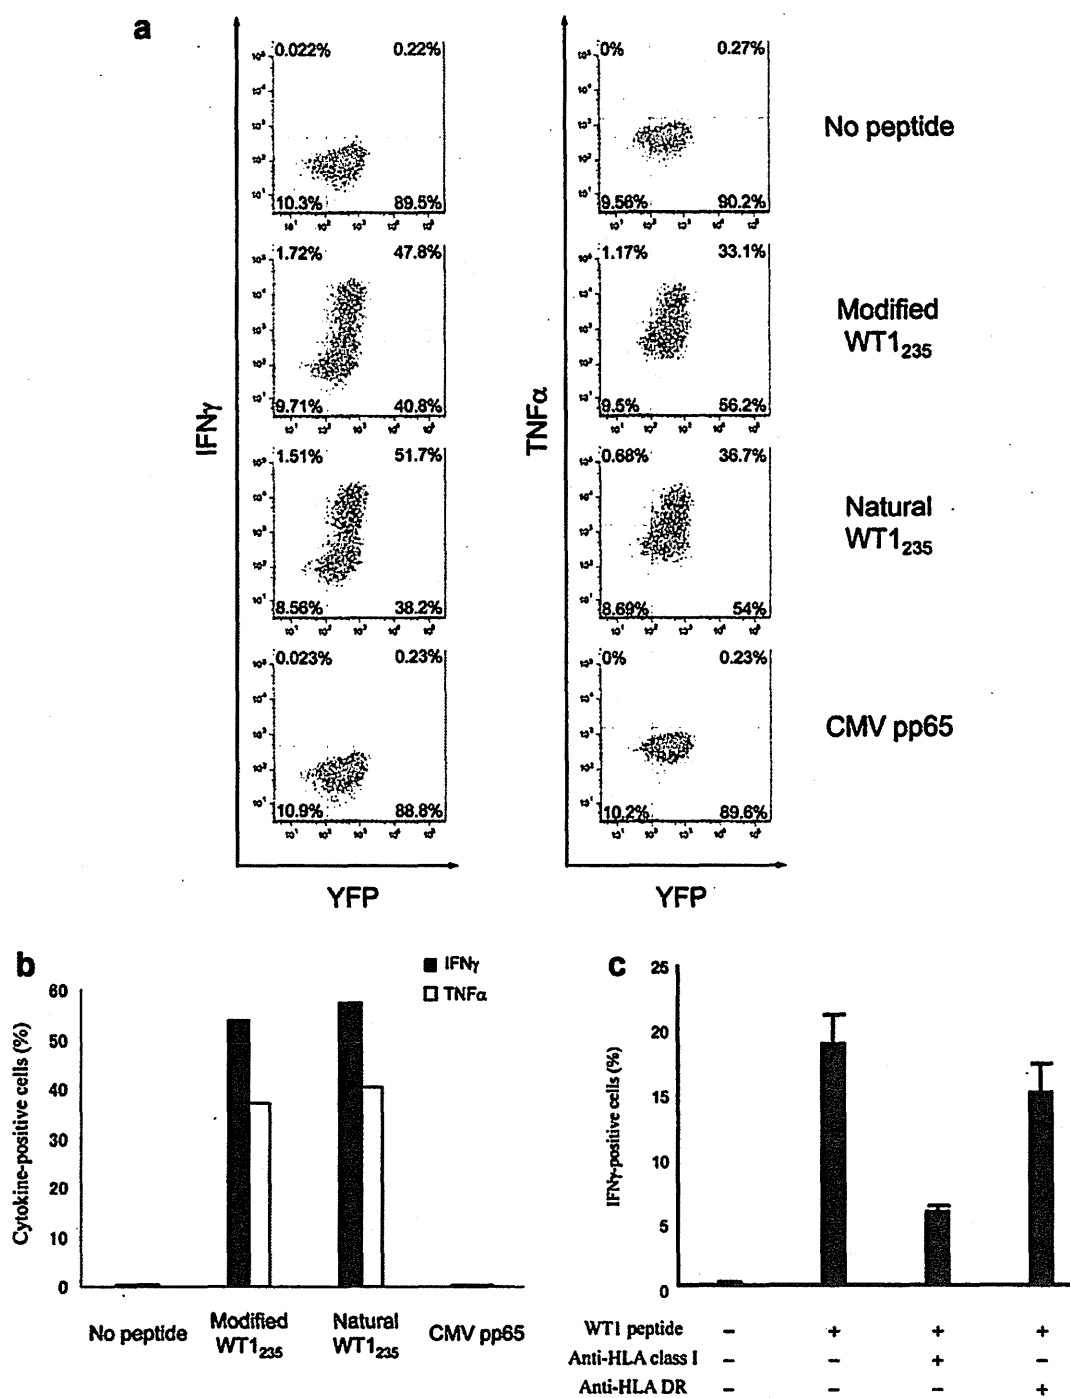 a
0.022% 0.22%
10.3% 89.5%
0% 0.27%
9.56% 90.2%
No peptide
1.72% 47.8%
9.71% 40.8%
1.17% 33.1%
9.5% 56.2%
Modified
WT1₂₃₅
1.51% 51.7%
8.56% 38.2%
0.68% 36.7%
8.69% 54%
Natural
WT1₂₃₅
0.023% 0.23%
10.9% 88.8%
0% 0.23%
10.2% 89.6%
CMV pp65
IFNγ
TNFα
YFP
YFP
b
IFNγ
TNFα
Cytokine-positive cells (%)
60
50
40
30
20
10
0
No peptide
Modified
WT1₂₃₅
Natural
WT1₂₃₅
CMV pp65
c
IFNγ-positive cells (%)
25
20
15
10
5
0
WT1 peptide - + + +
Anti-HLA class I - - + -
Anti-HLA DR - - - +